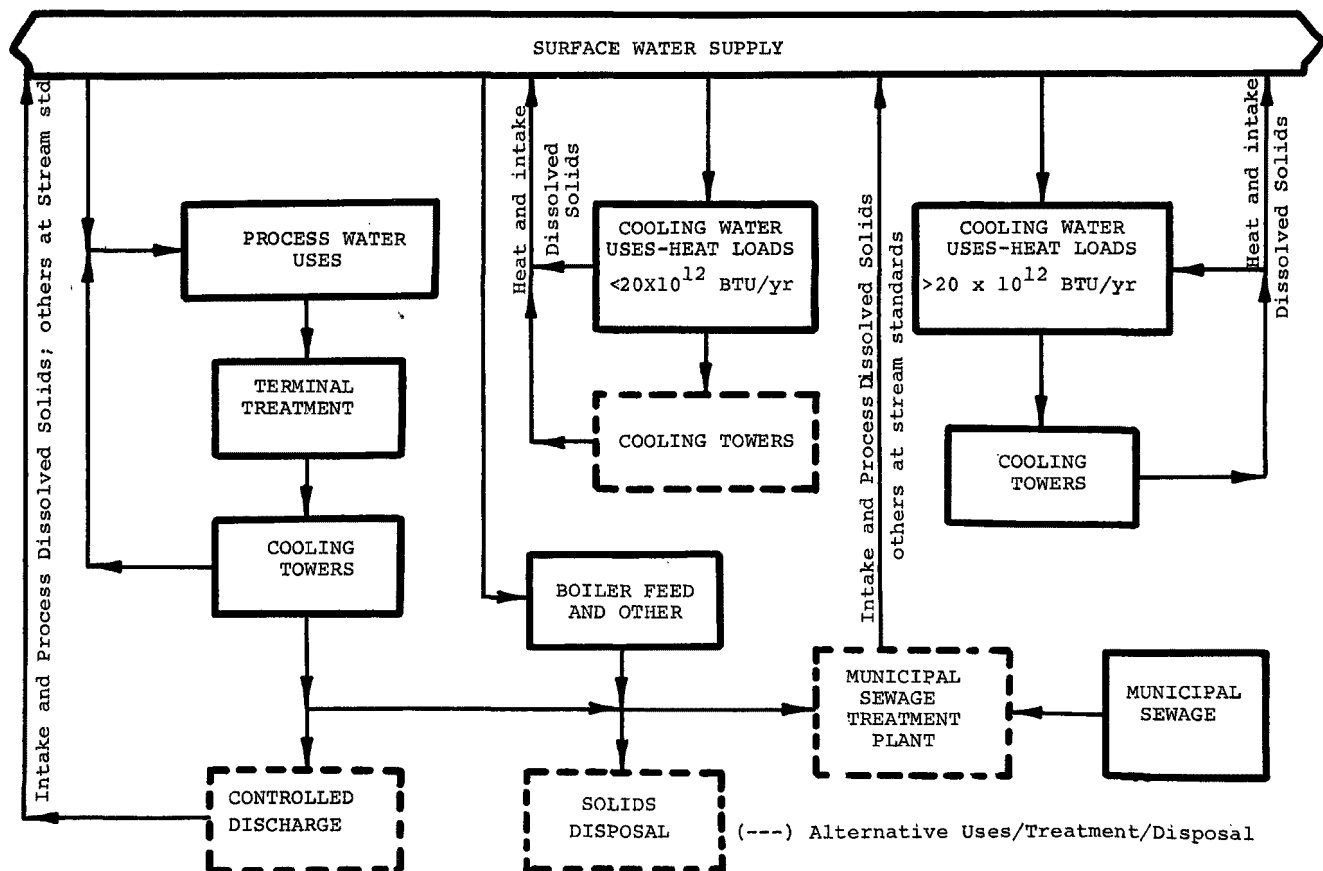 SURFACE WATER SUPPLY
Intake and Process Dissolved Solids; others at Stream std
PROCESS WATER
USES
TERMINAL
TREATMENT
COOLING
TOWERS
CONTROLLED
DISCHARGE
Heat and intake
Dissolved
Solids
COOLING WATER
USES-HEAT LOADS
<20X10^12 BTU/yr
COOLING TOWERS
BOILER FEED
AND OTHER
SOLIDS
DISPOSAL
Intake and Process Dissolved Solids
others at stream standards
COOLING WATER
USES-HEAT LOADS
>20 x 10^12 BTU/yr
COOLING
TOWERS
Heat and intake
Dissolved Solids
MUNICIPAL
SEWAGE
TREATMENT
PLANT
MUNICIPAL
SEWAGE
(---) Alternative Uses/Treatment/Disposal